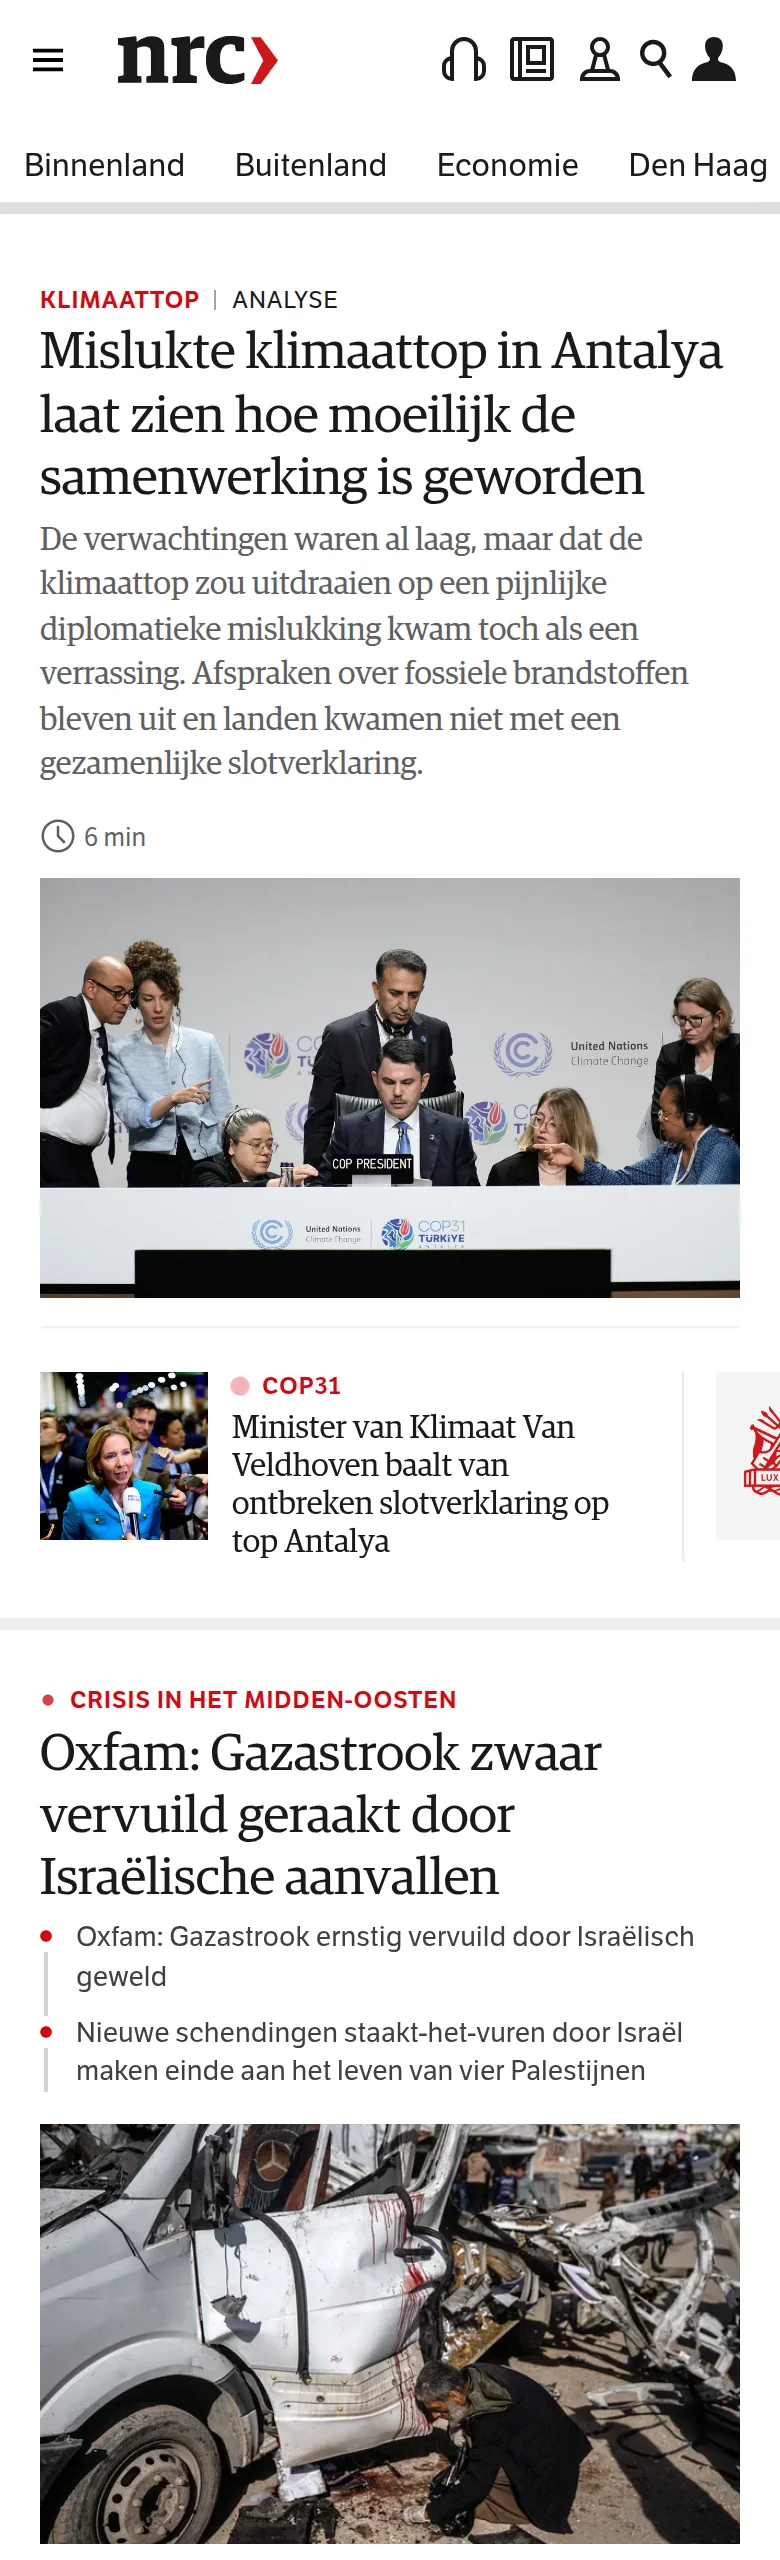 nrc
Binnenland Buitenland Economie Den Haag
KLIMAATTOP | ANALYSE
Mislukte klimaattop in Antalya
laat zien hoe moeilijk de
samenwerking is geworden
De verwachtingen waren al laag, maar dat de
klimaattop zou uitdraaien op een pijnlijke
diplomatieke mislukking kwam toch als een
verrassing. Afspraken over fossiele brandstoffen
bleven uit en landen kwamen niet met een
gezamenlijke slotverklaring.
6 min
United Nations
Climate Change
COP PRESIDENT
United Nations
Climate Change
COP31
TÜRKİYE
ANTALYA
COP31
Minister van Klimaat Van
Veldhoven baalt van
ontbreken slotverklaring op
top Antalya
LUX
CRISIS IN HET MIDDEN-OOSTEN
Oxfam: Gazastrook zwaar
vervuild geraakt door
Israëlische aanvallen
Oxfam: Gazastrook ernstig vervuild door Israëlisch
geweld
Nieuwe schendingen staakt-het-vuren door Israël
maken einde aan het leven van vier Palestijnen